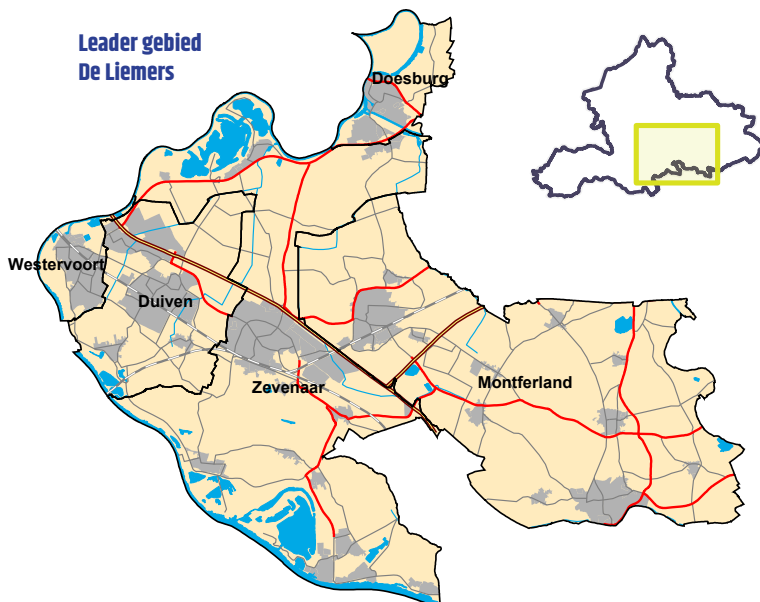 Leader gebied
De Liemers
Doesburg
Westervoort
Duiven
Zevenaar
Montferland